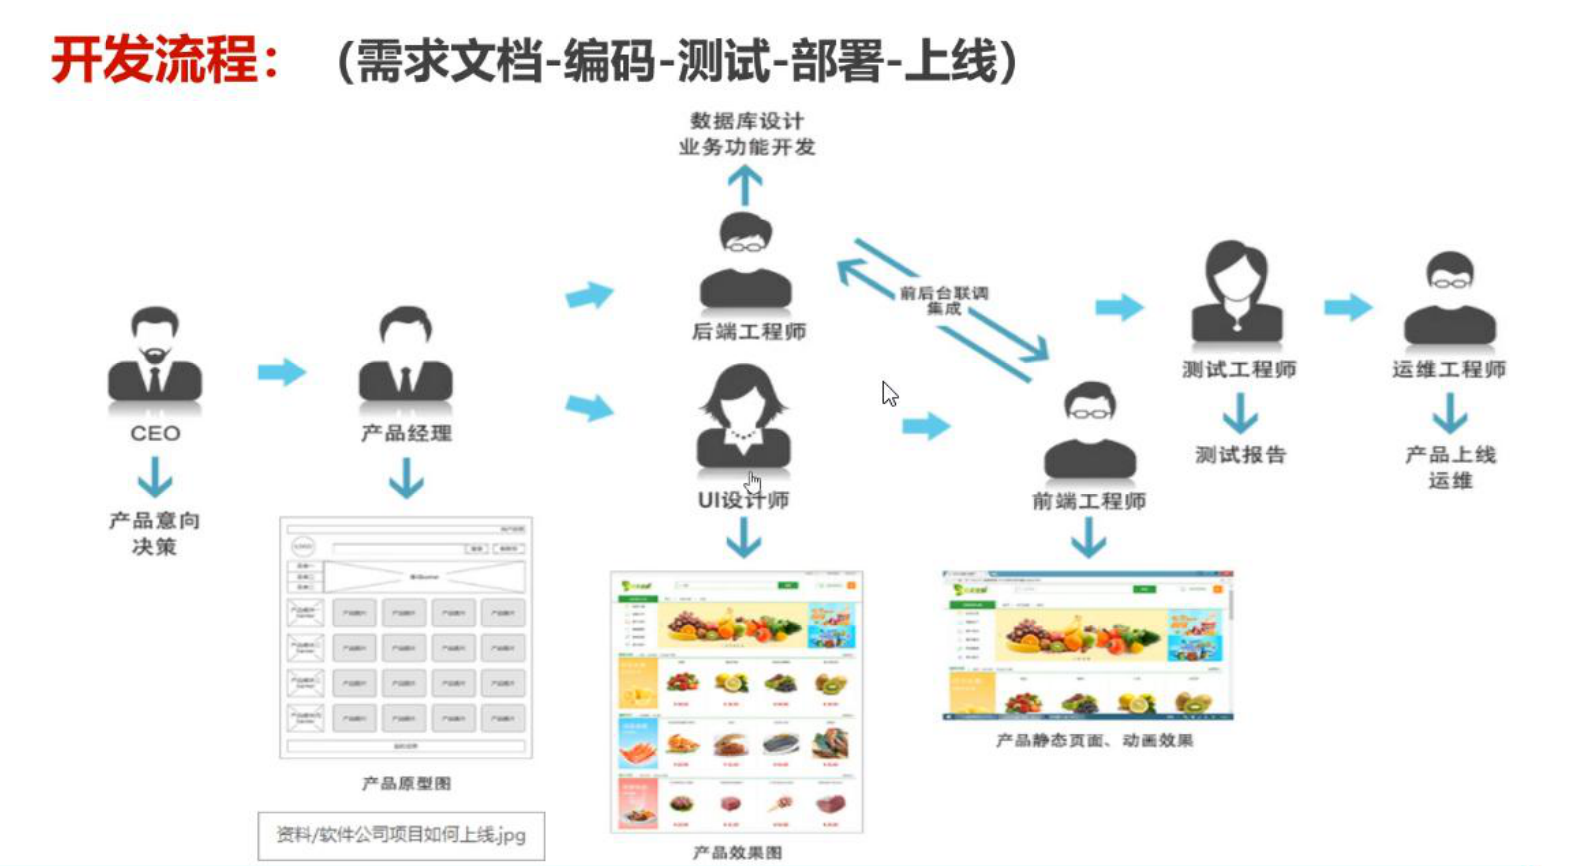 开发流程： （需求文档-编码-测试-部署-上线）
数据库设计
业务功能开发
前后台联调
集成
后端工程师
测试工程师
运维工程师
CEO
产品经理
测试报告
产品上线
运维
UI设计师
前端工程师
产品意向
决策
产品静态页面、动画效果
产品原型图
资料/软件公司项目如何上线.jpg
产品效果图